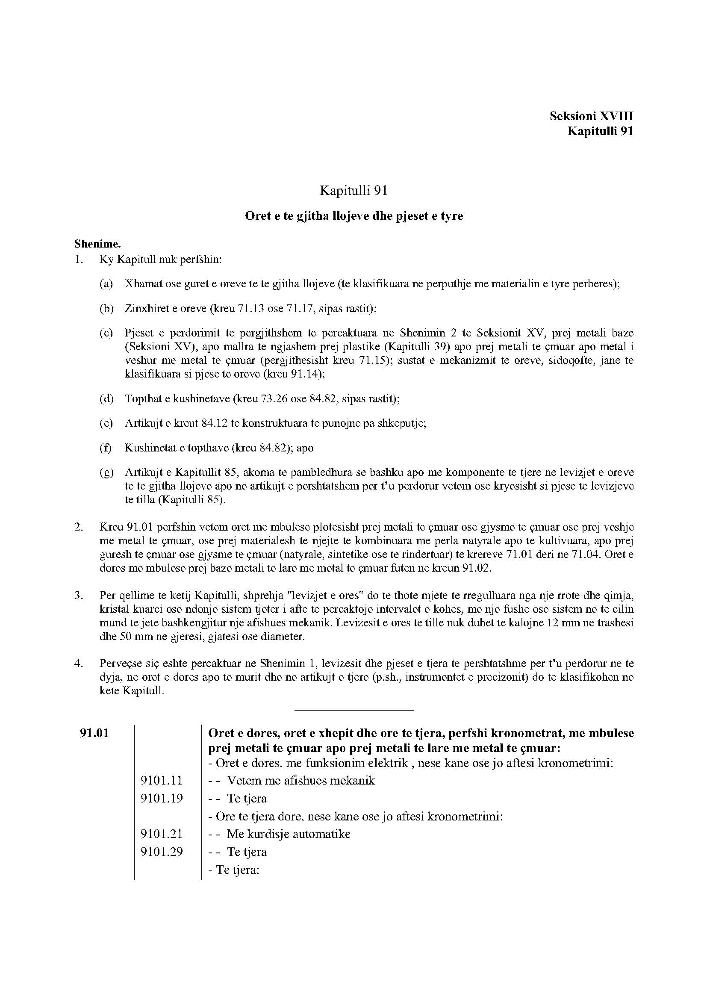 Seksioni XVIII
Kapitulli 91
Kapitulli 91
Oret e te gjitha llojeve dhe pjeset e tyre
Shenime.
1. Ky Kapitull nuk perfshin:
(a) Xhamat ose guret e oreve te te gjitha llojeve (te klasifikuara ne perputhje me materialin e tyre perberes);
(b) Zinxhiret e oreve (kreu 71.13 ose 71.17, sipas rastit);
(c) Pjeset e perdorimit te pergjithshem te percaktuara ne Shenimin 2 te Seksionit XV, prej metali baze
(Seksioni XV), apo mallra te ngjashem prej plastike (Kapitulli 39) apo prej metali te çmuar apo metal i
veshur me metal te çmuar (pergjithesisht kreu 71.15); sustat e mekanizmit te oreve, sidoqofte, jane te
klasifikuara si pjese te oreve (kreu 91.14);
(d) Topthat e kushinetave (kreu 73.26 ose 84.82, sipas rastit);
(e) Artikujt e kreut 84.12 te konstruktuara te punojne pa shkeputje;
(f) Kushinetat e topthave (kreu 84.82); apo
(g) Artikujt e Kapitullit 85, akoma te pambledhura se bashku apo me komponente te tjere ne levizjet e oreve
te te gjitha llojeve apo ne artikujt e pershtatshem per t’u perdorur vetem ose kryesisht si pjese te levizjeve
te tilla (Kapitulli 85).
2. Kreu 91.01 perfshin vetem oret me mbulese plotesisht prej metali te çmuar ose gjysme te çmuar ose prej veshje
me metal te çmuar, ose prej materialesh te njejte te kombinuara me perla natyrale apo te kultivuara, apo prej
guresh te çmuar ose gjysme te çmuar (natyrale, sintetike ose te rindertuar) te krereve 71.01 deri ne 71.04. Oret e
dores me mbulese prej baze metali te lare me metal te çmuar futen ne kreun 91.02.
3. Per qellime te ketij Kapitulli, shprehja "levizjet e ores" do te thote mjete te rregulluara nga nje rrote dhe qimja,
kristal kuarci ose ndonje sistem tjeter i afte te percaktoje intervalet e kohes, me nje fushe ose sistem ne te cilin
mund te jete bashkengjitur nje afishues mekanik. Levizesit e ores te tille nuk duhet te kalojne 12 mm ne trashesi
dhe 50 mm ne gjeresi, gjatesi ose diameter.
4. Perveçse siç eshte percaktuar ne Shenimin 1, levizesit dhe pjeset e tjera te pershtatshme per t’u perdorur ne te
dyja, ne oret e dores apo te murit dhe ne artikujt e tjere (p.sh., instrumentet e precizonit) do te klasifikohen ne
kete Kapitull.
91.01 Oret e dores, oret e xhepit dhe ore te tjera, perfshi kronometrat, me mbulese
prej metali te çmuar apo prej metali te lare me metal te çmuar:
- Oret e dores, me funksionim elektrik , nese kane ose jo aftesi kronometrimi:
9101.11 - - Vetem me afishues mekanik
9101.19 - - Te tjera
- Ore te tjera dore, nese kane ose jo aftesi kronometrimi:
9101.21 - - Me kurdisje automatike
9101.29 - - Te tjera
- Te tjera: